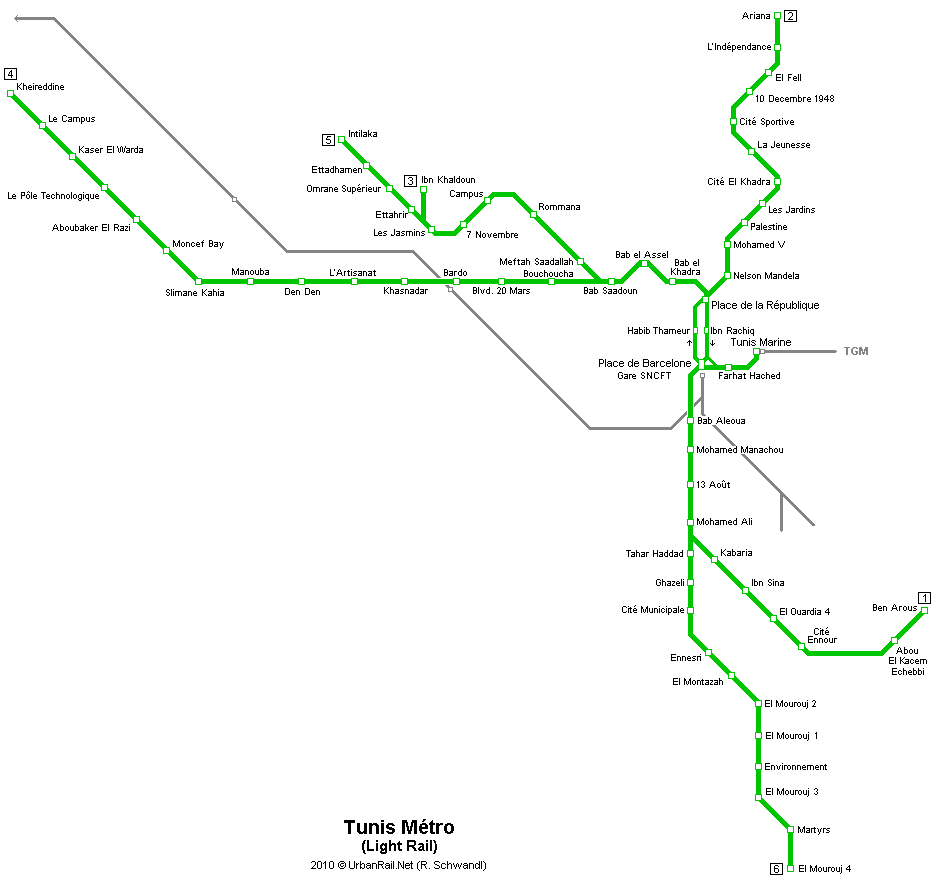 Ariana
2
L'Indépendance
El Fell
4
Kheireddine
10 Decembre 1948
Le Campus
Cité Sportive
5
Intilaka
La Jeunesse
Kaser El Warda
Ettadhamen
3
Ibn Khaldoun
Cité El Khadra
Omrane Supérieur
Campus
Le Pôle Technologique
Rommana
Les Jardins
Ettahrir
Aboubaker El Razi
Palestine
Les Jasmins
7 Novembre
Moncef Bay
Mohamed V
Bab el Assel
Meftah Saadallah
Bab el
Khadra
Manouba
L'Artisanat
Bardo
Bouchoucha
Nelson Mandela
Slimane Kahia
Den Den
Khasnadar
Blvd. 20 Mars
Bab Saadoun
Place de la République
Habib Thameur
Ibn Rachiq
↑
↓
Tunis Marine
TGM
Place de Barcelone
Gare SNCFT
Farhat Hached
Bab Aleoua
Mohamed Manachou
13 Août
Mohamed Ali
Tahar Haddad
Kabaria
Ghazeli
Ibn Sina
1
Cité Municipale
El Ouardia 4
Ben Arous
Cité
Ennour
Ennesri
Abou
El Kacem
Echebbi
El Montazah
El Mourouj 2
El Mourouj 1
Environnement
El Mourouj 3
Martyrs
6
El Mourouj 4
Tunis Métro
(Light Rail)
2010 © UrbanRail.Net (R. Schwandl)